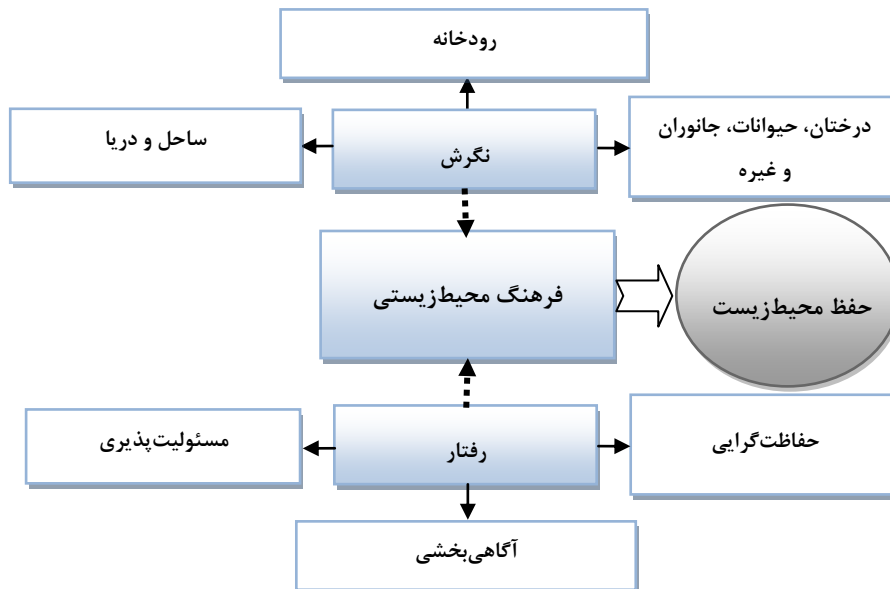 رودخانه
درختان، حیوانات، جانوران
و غیره
نگرش
ساحل و دریا
فرهنگ محیط‌زیستی
حفظ محیط‌زیست
حفاظت‌گرایی
رفتار
مسئولیت‌پذیری
آگاهی‌بخشی